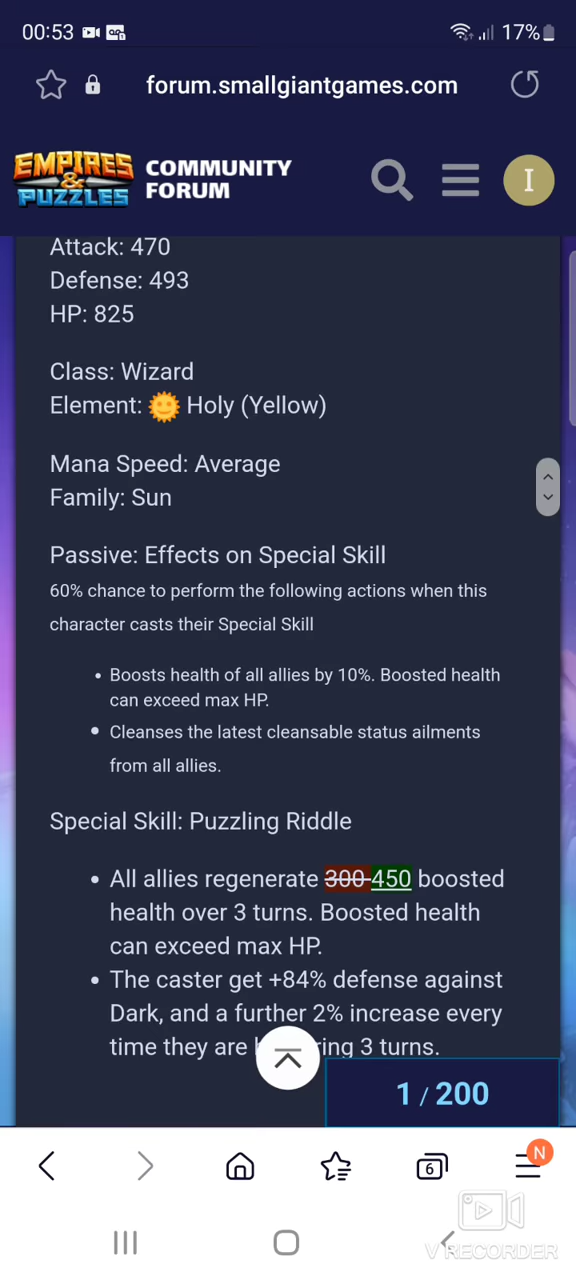 00:53
17%
forum.smallgiantgames.com
EMPIRES & PUZZLES
COMMUNITY FORUM
I
Attack: 470
Defense: 493
HP: 825
Class: Wizard
Element: Holy (Yellow)
Mana Speed: Average
Family: Sun
Passive: Effects on Special Skill
60% chance to perform the following actions when this
character casts their Special Skill
• Boosts health of all allies by 10%. Boosted health
can exceed max HP.
• Cleanses the latest cleansable status ailments
from all allies.
Special Skill: Puzzling Riddle
• All allies regenerate 300 450 boosted
health over 3 turns. Boosted health
can exceed max HP.
• The caster get +84% defense against
Dark, and a further 2% increase every
time they are ring 3 turns.
1 / 200
6
N
V RECORDER